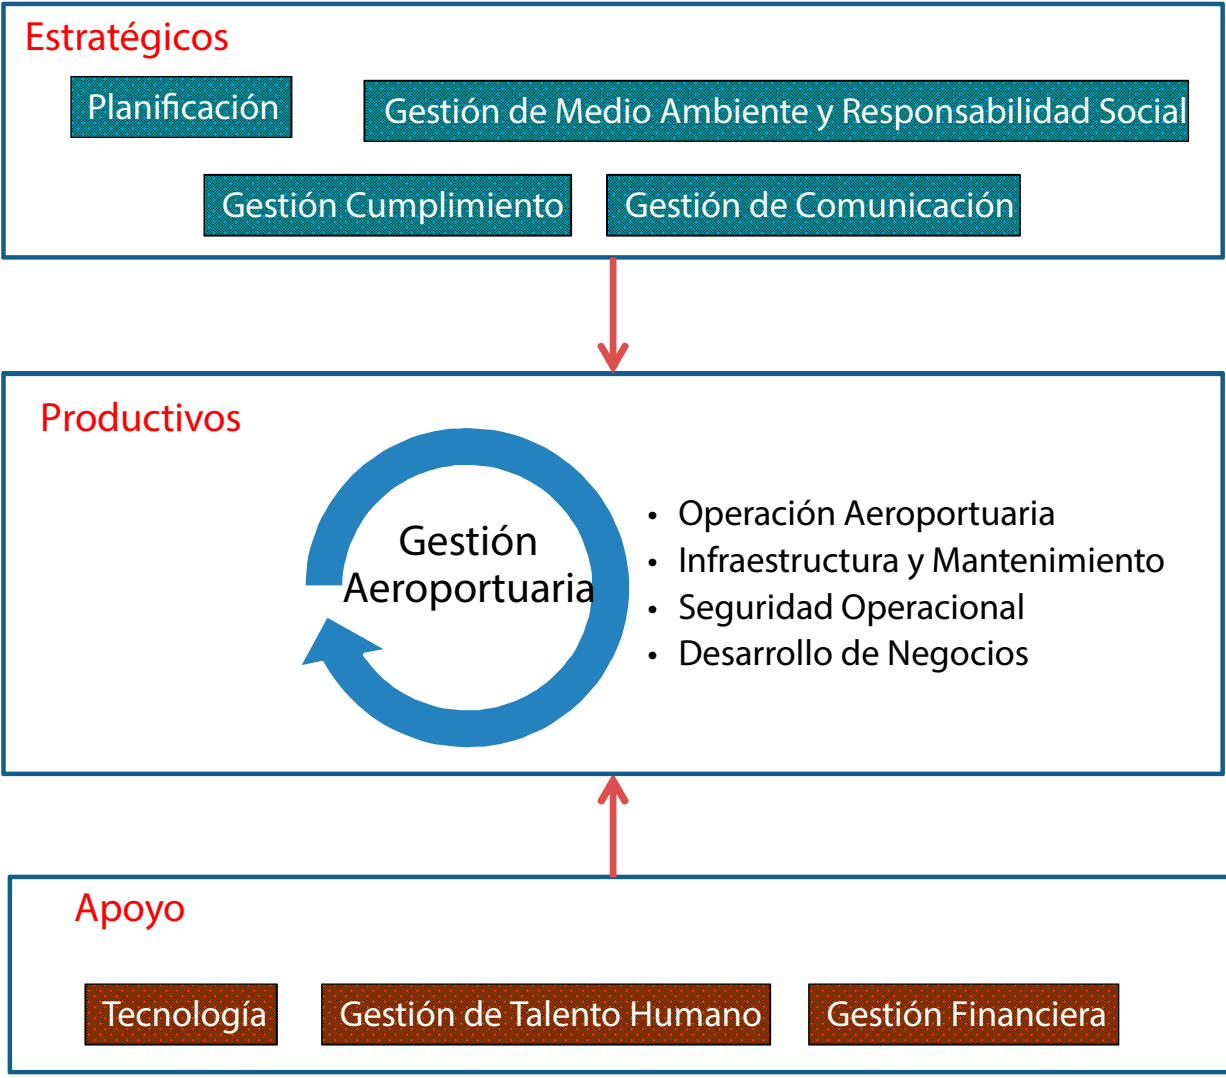 Estratégicos
Planificación
Gestión de Medio Ambiente y Responsabilidad Social
Gestión Cumplimiento
Gestión de Comunicación
Productivos
Gestión
Aeroportuaria
• Operación Aeroportuaria
• Infraestructura y Mantenimiento
• Seguridad Operacional
• Desarrollo de Negocios
Apoyo
Tecnología
Gestión de Talento Humano
Gestión Financiera